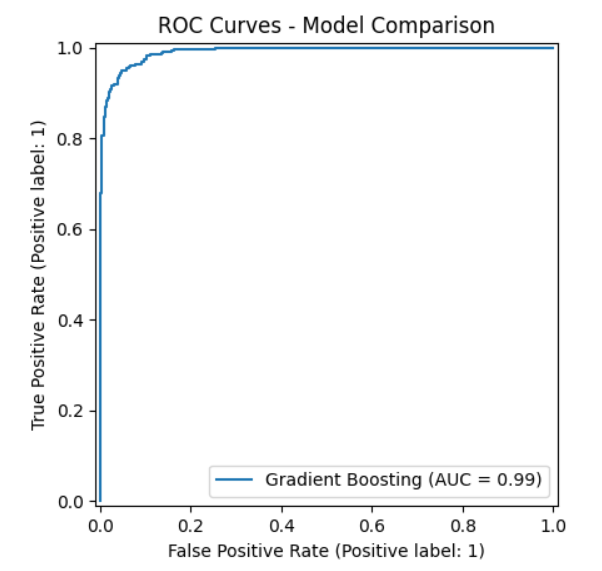 ROC Curves - Model Comparison
True Positive Rate (Positive label: 1)
1.0
0.8
0.6
0.4
0.2
0.0
Gradient Boosting (AUC = 0.99)
0.0 0.2 0.4 0.6 0.8 1.0
False Positive Rate (Positive label: 1)